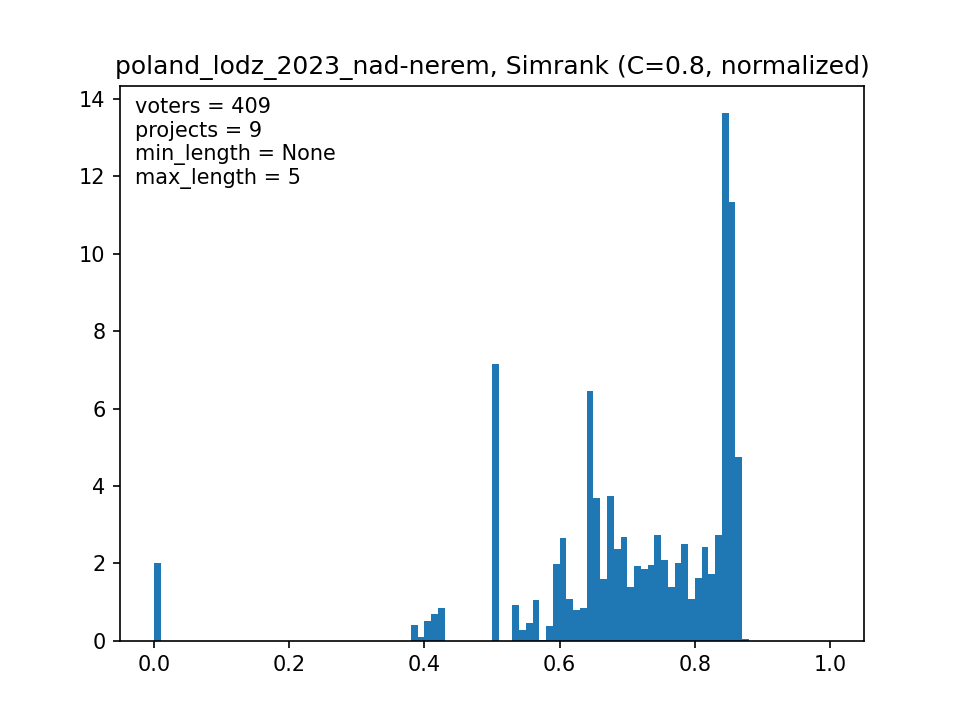 poland_lodz_2023_nad-nerem, Simrank (C=0.8, normalized)
voters = 409
projects = 9
min_length = None
max_length = 5
14
12
10
8
6
4
2
0
0.0 0.2 0.4 0.6 0.8 1.0